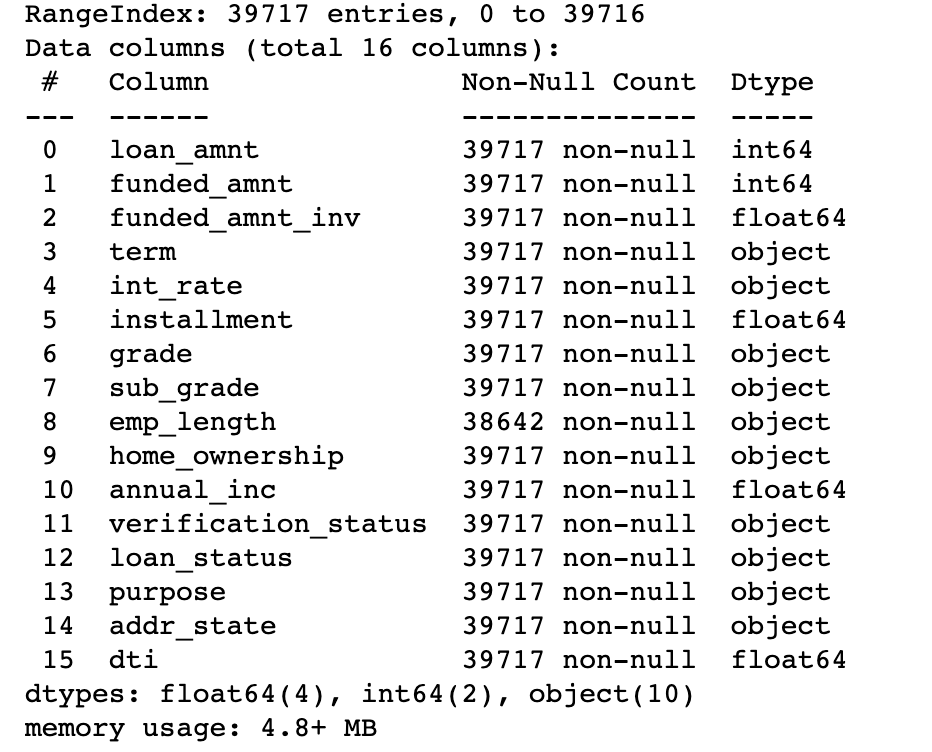 RangeIndex: 39717 entries, 0 to 39716
Data columns (total 16 columns):
 #   Column               Non-Null Count  Dtype
---  ------               --------------  -----
 0   loan_amnt            39717 non-null  int64
 1   funded_amnt          39717 non-null  int64
 2   funded_amnt_inv      39717 non-null  float64
 3   term                 39717 non-null  object
 4   int_rate             39717 non-null  object
 5   installment          39717 non-null  float64
 6   grade                39717 non-null  object
 7   sub_grade            39717 non-null  object
 8   emp_length           38642 non-null  object
 9   home_ownership       39717 non-null  object
 10  annual_inc           39717 non-null  float64
 11  verification_status  39717 non-null  object
 12  loan_status          39717 non-null  object
 13  purpose              39717 non-null  object
 14  addr_state           39717 non-null  object
 15  dti                  39717 non-null  float64
dtypes: float64(4), int64(2), object(10)
memory usage: 4.8+ MB